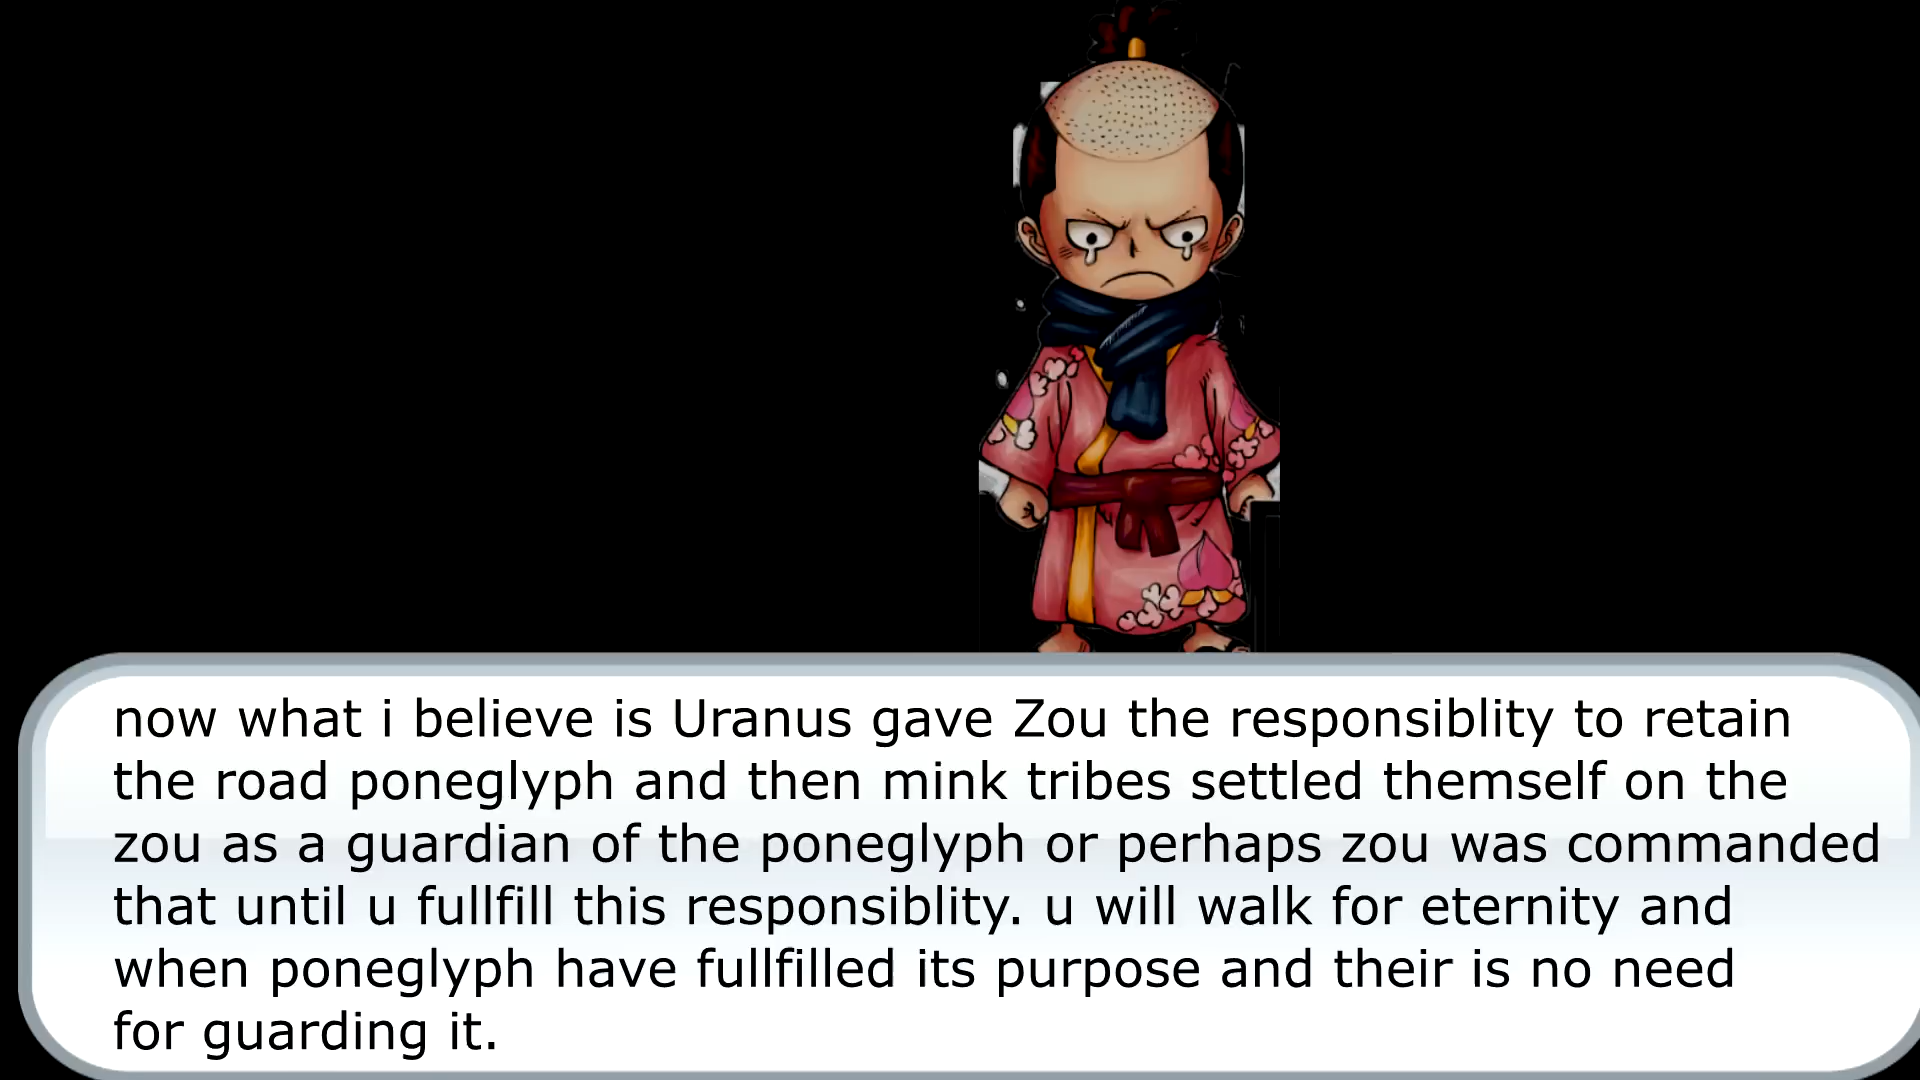 now what i believe is Uranus gave Zou the responsiblity to retain
the road poneglyph and then mink tribes settled themself on the
zou as a guardian of the poneglyph or perhaps zou was commanded
that until u fullfill this responsiblity. u will walk for eternity and
when poneglyph have fullfilled its purpose and their is no need
for guarding it.